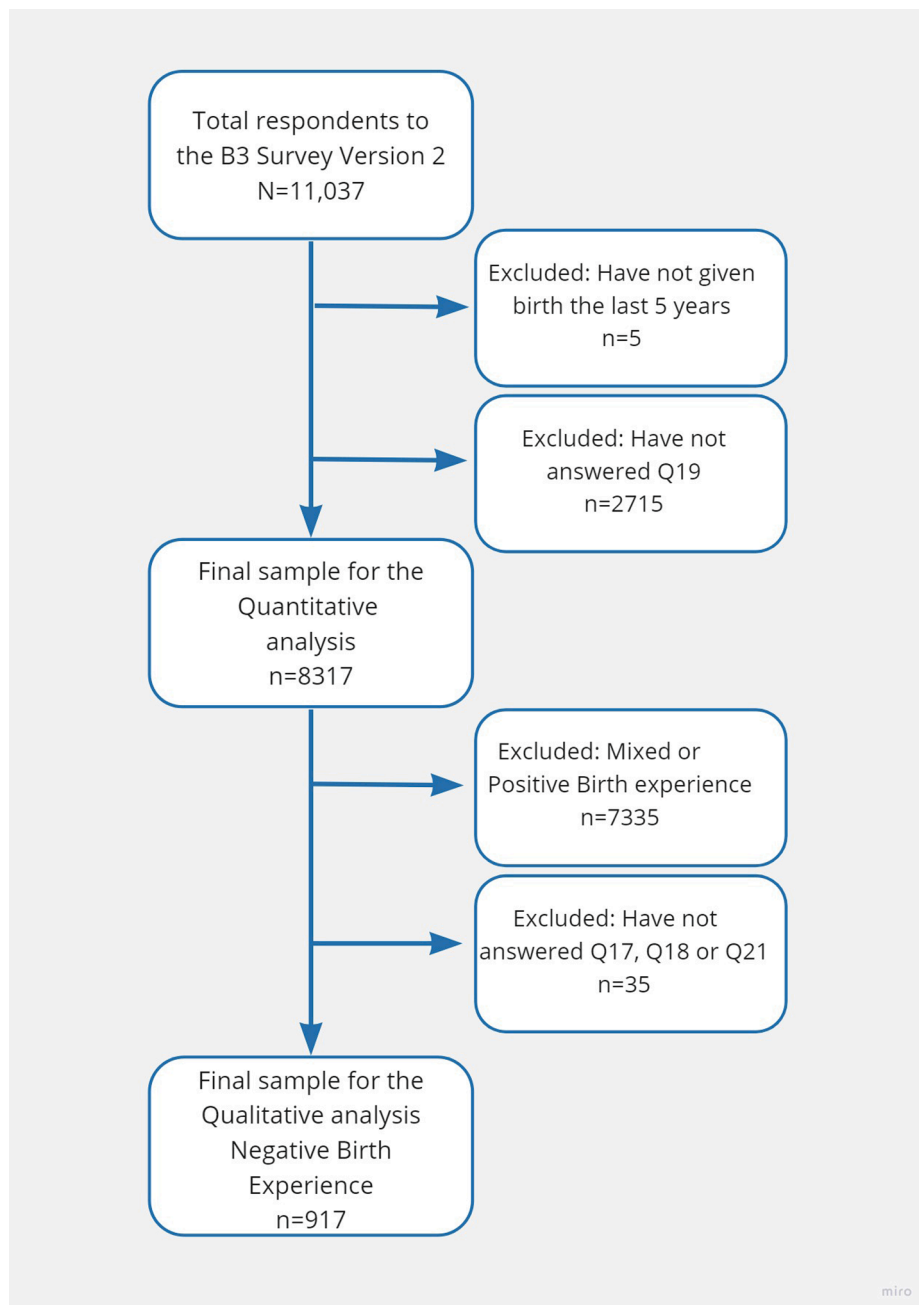 Total respondents to
the B3 Survey Version 2
N=11,037
Excluded: Have not given
birth the last 5 years
n=5
Excluded: Have not
answered Q19
n=2715
Final sample for the
Quantitative
analysis
n=8317
Excluded: Mixed or
Positive Birth experience
n=7335
Excluded: Have not
answered Q17, Q18 or Q21
n=35
Final sample for the
Qualitative analysis
Negative Birth
Experience
n=917
miro